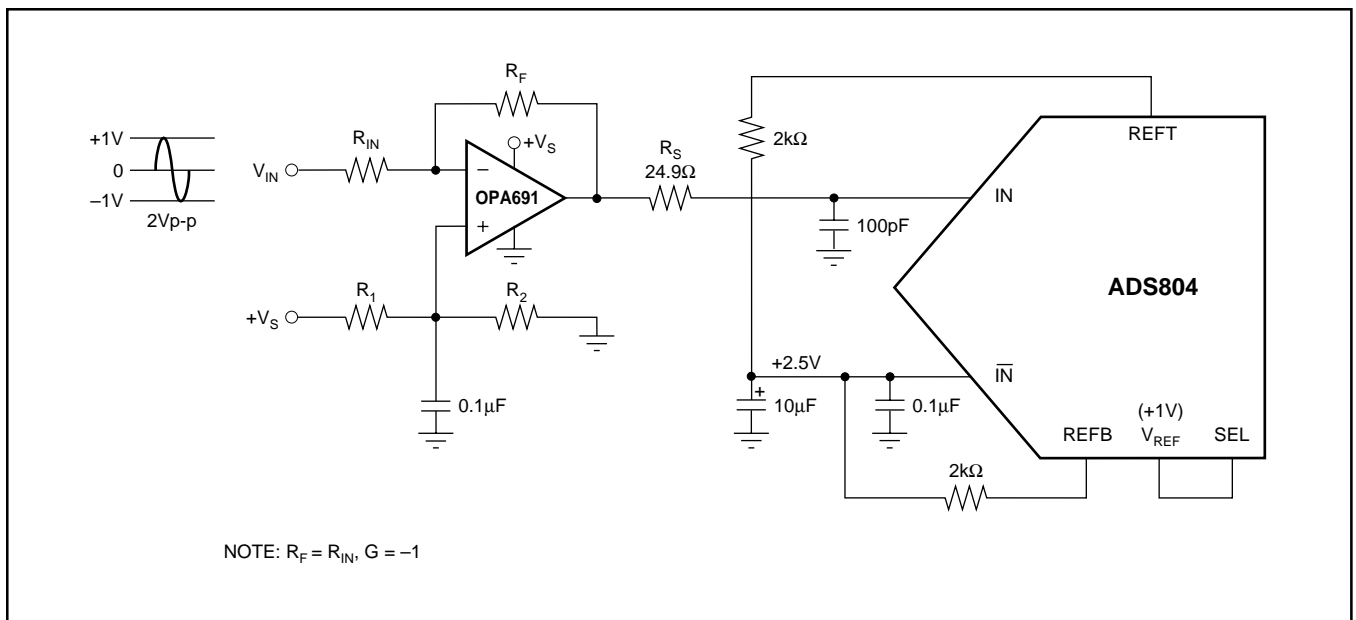 +1V
0
–1V
2Vp-p
V_IN
R_IN
R_F
+V_S
–
OPA691
+
R_S
24.9Ω
2kΩ
REFT
IN
100pF
ADS804
+V_S
R_1
R_2
0.1μF
+2.5V
+
10μF
0.1μF
I̅N̅
REFB
(+1V)
V_REF
SEL
2kΩ
NOTE: R_F = R_IN, G = –1